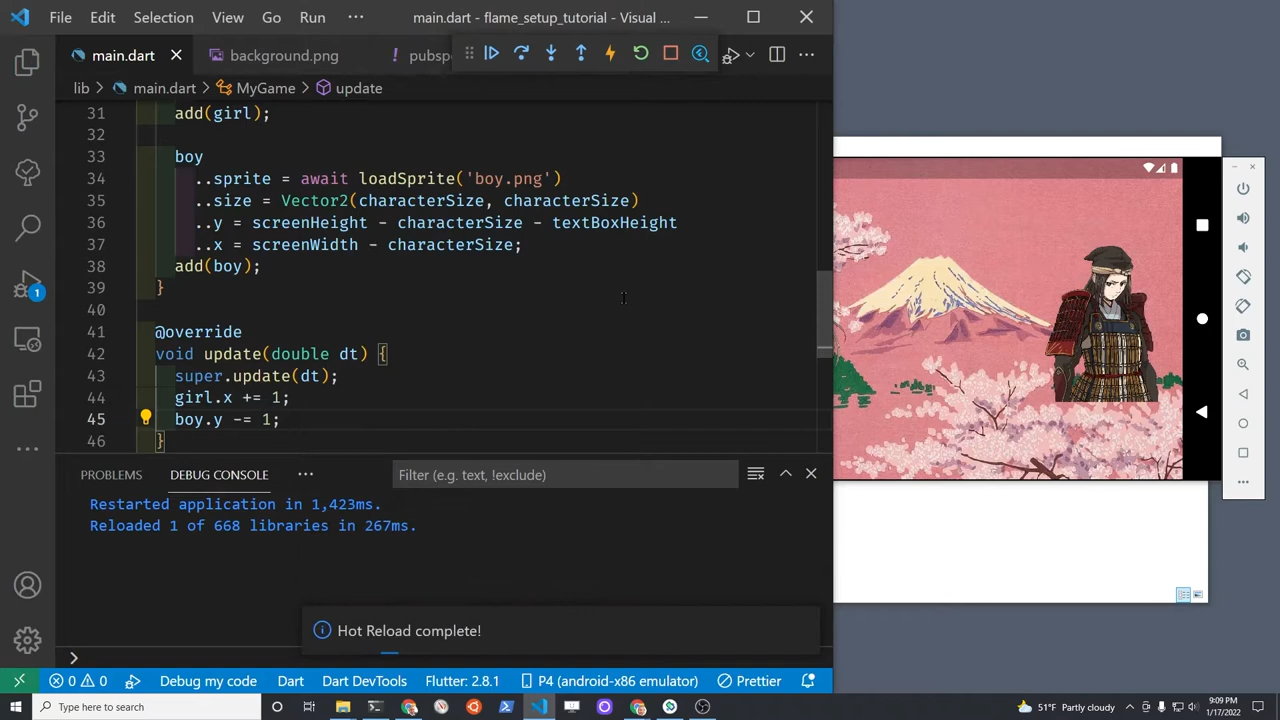 File Edit Selection View Go Run ··· main.dart - flame_setup_tutorial - Visual ...
main.dart background.png ! pubsp
lib > main.dart > MyGame > update
31 add(girl);
32
33 boy
34 ..sprite = await loadSprite('boy.png')
35 ..size = Vector2(characterSize, characterSize)
36 ..y = screenHeight - characterSize - textBoxHeight
37 ..x = screenWidth - characterSize;
38 add(boy);
39 }
40
41 @override
42 void update(double dt) {
43 super.update(dt);
44 girl.x += 1;
45 boy.y -= 1;
46 }
1
PROBLEMS DEBUG CONSOLE ··· Filter (e.g. text, !exclude)
Restarted application in 1,423ms.
Reloaded 1 of 668 libraries in 267ms.
Hot Reload complete!
0 0 Debug my code Dart Dart DevTools Flutter: 2.8.1 P4 (android-x86 emulator) Prettier
Type here to search 51°F Partly cloudy 9:09 PM
1/17/2022